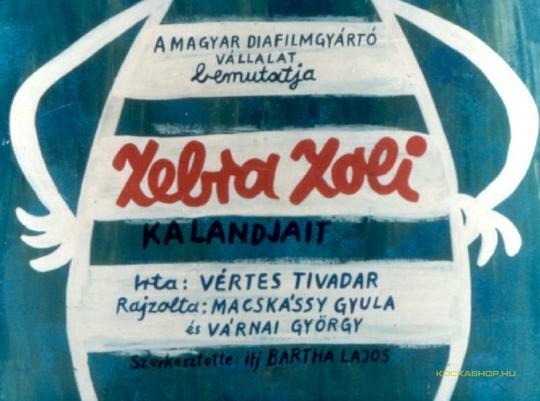 A MAGYAR DIAFILMGYÁRTÓ
VÁLLALAT
bemutatja
Zebra Zoli
KALANDJAIT
Irta: VÉRTES TIVADAR
Rajzolta: MACSKÁSSY GYULA
és VÁRNAI GYÖRGY
Szerkesztette: ifj BARTHA LAJOS
KOCKASHOP.HU